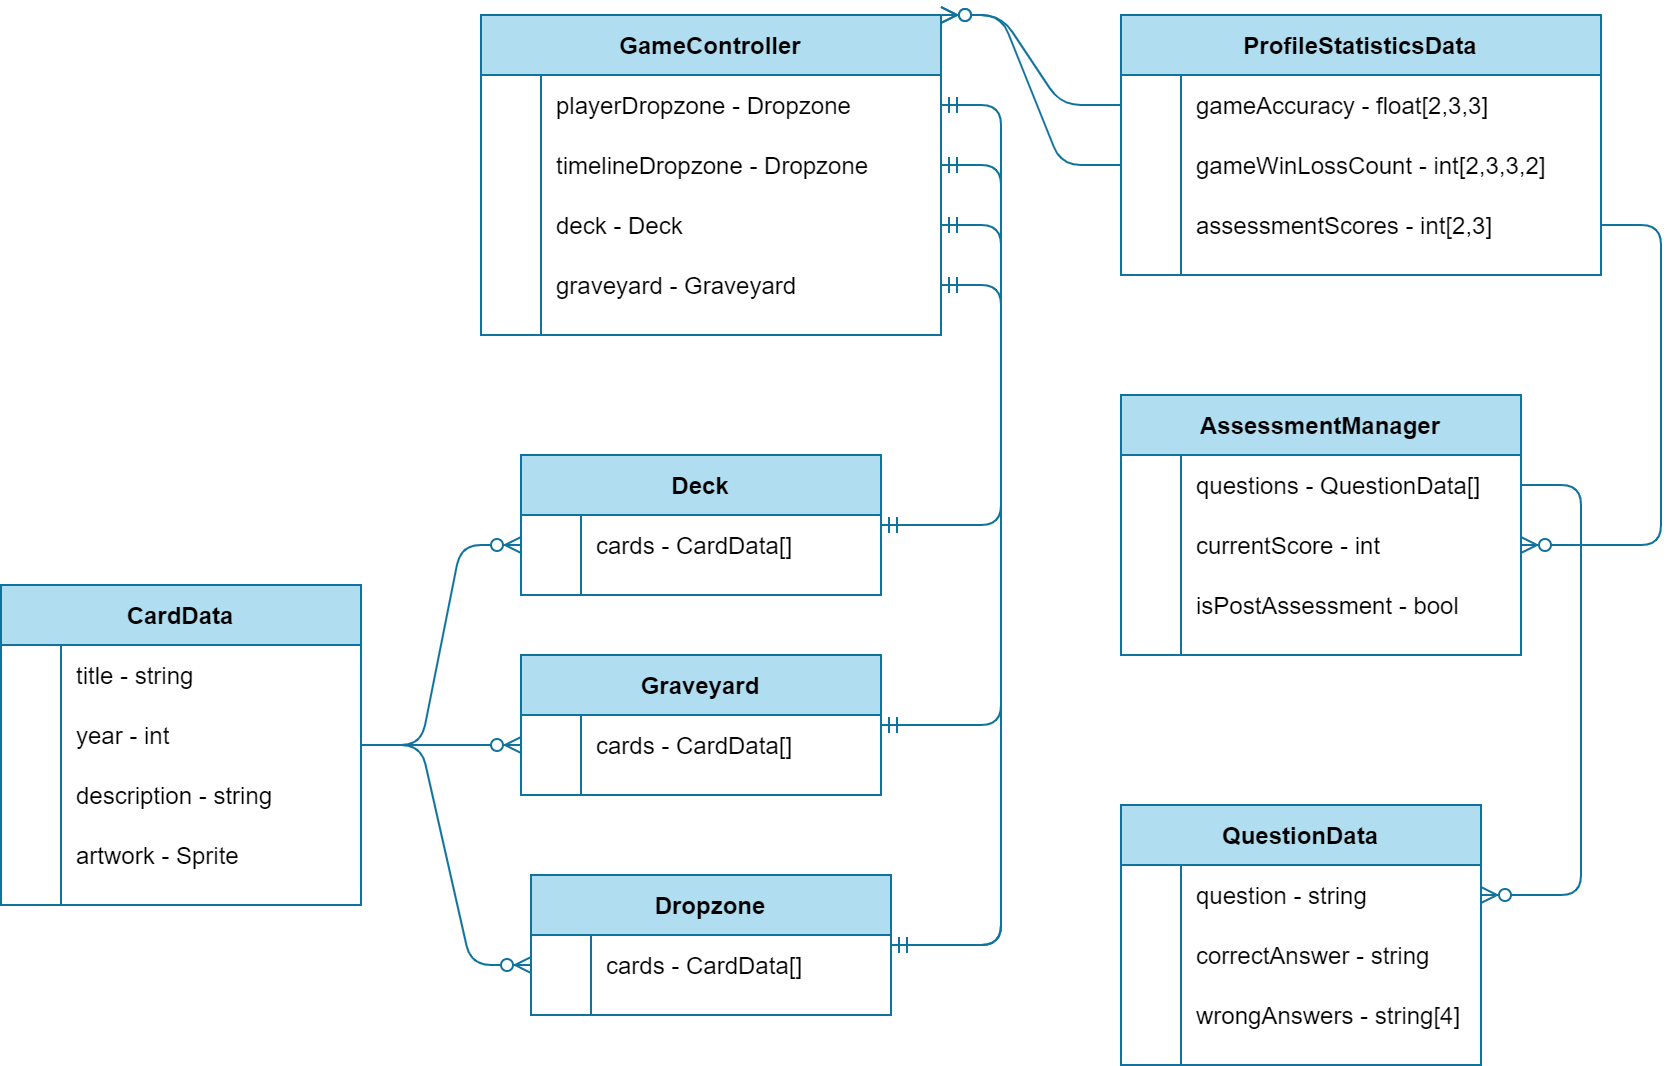 GameController
playerDropzone - Dropzone
timelineDropzone - Dropzone
deck - Deck
graveyard - Graveyard
ProfileStatisticsData
gameAccuracy - float[2,3,3]
gameWinLossCount - int[2,3,3,2]
assessmentScores - int[2,3]
AssessmentManager
questions - QuestionData[]
currentScore - int
isPostAssessment - bool
Deck
cards - CardData[]
CardData
title - string
year - int
description - string
artwork - Sprite
Graveyard
cards - CardData[]
Dropzone
cards - CardData[]
QuestionData
question - string
correctAnswer - string
wrongAnswers - string[4]